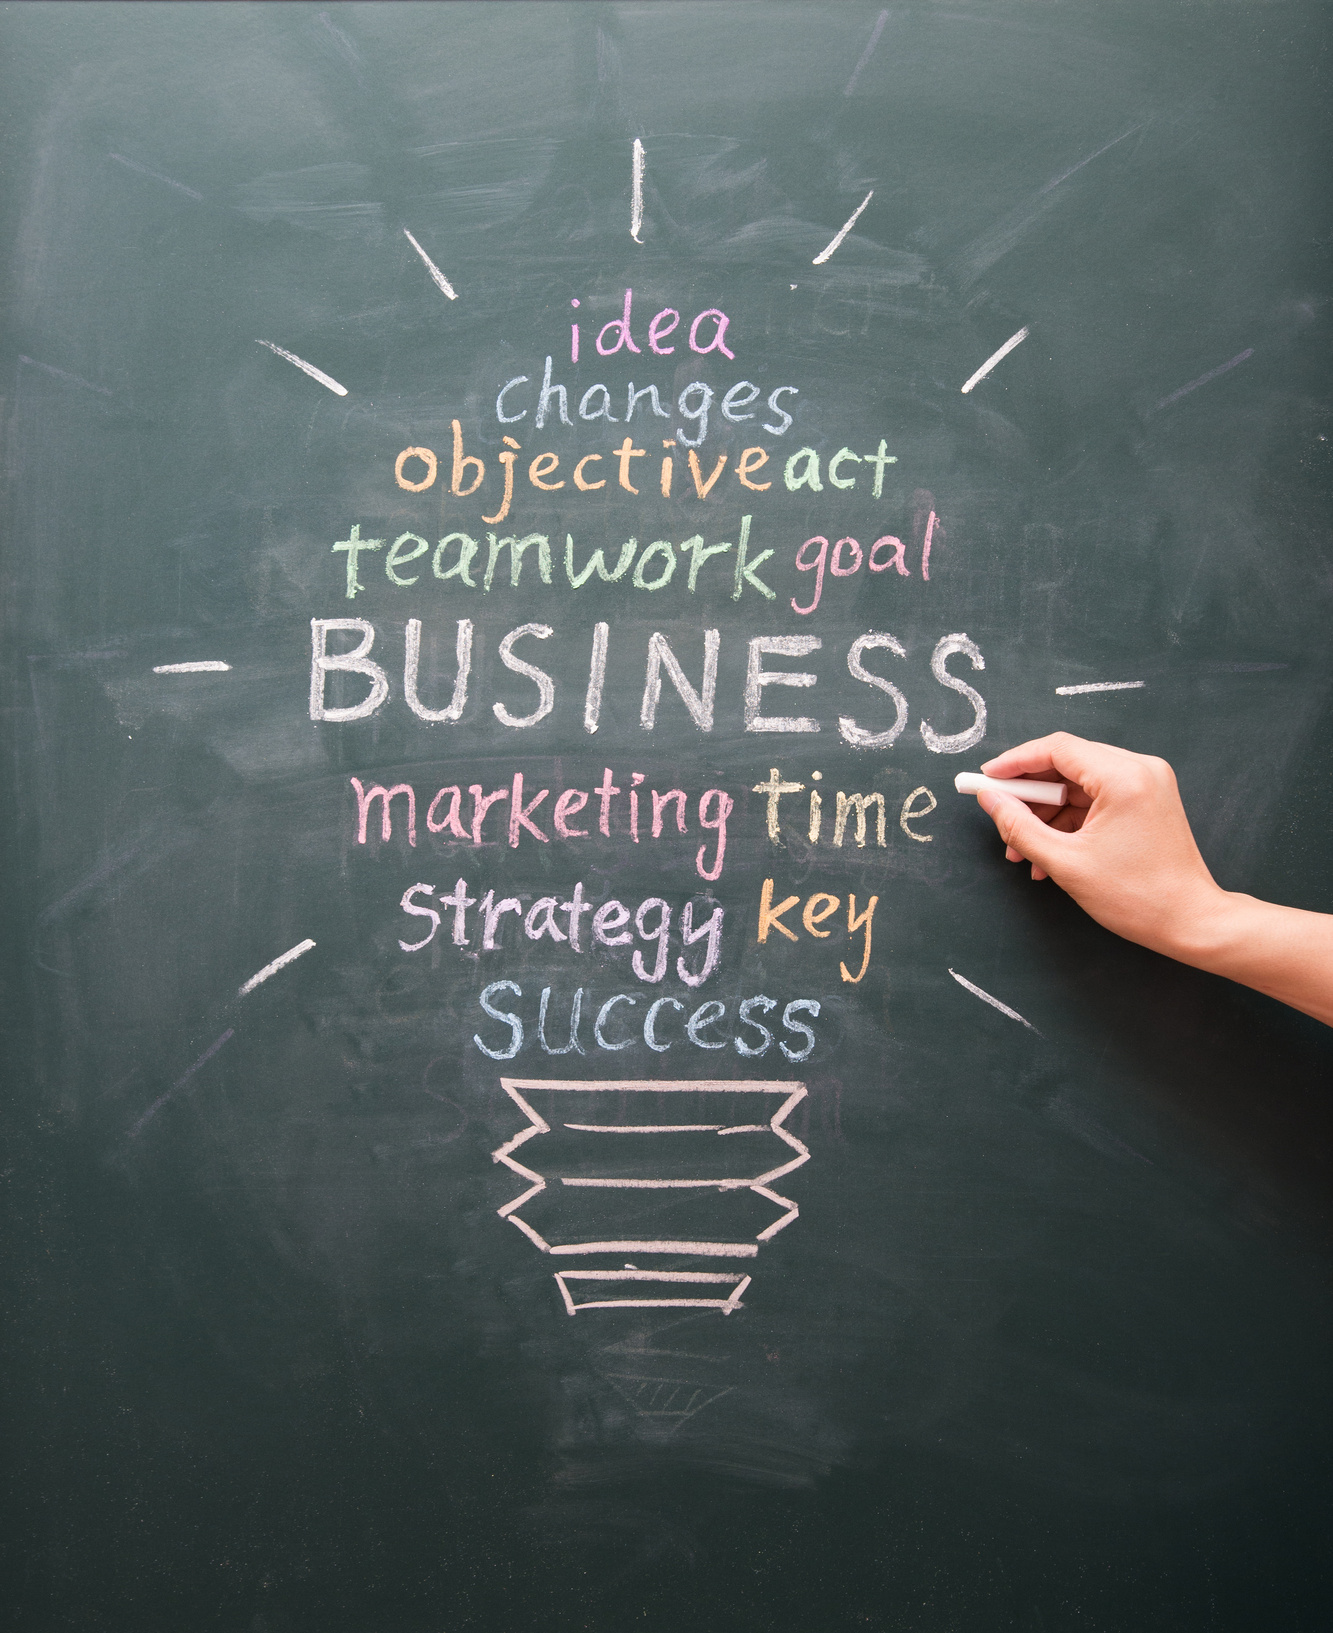 idea
changes
objective act
teamwork goal
BUSINESS
marketing time
strategy key
success